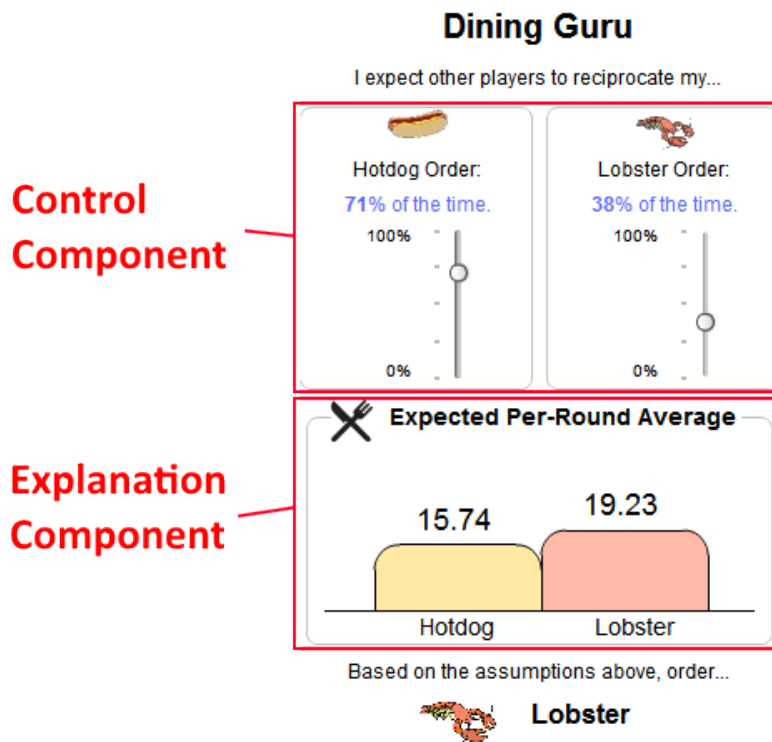 Dining Guru
I expect other players to reciprocate my...
Hotdog Order:
71% of the time.
100%
0%
Lobster Order:
38% of the time.
100%
0%
Control
Component
Expected Per-Round Average
15.74
19.23
Hotdog
Lobster
Explanation
Component
Based on the assumptions above, order...
Lobster